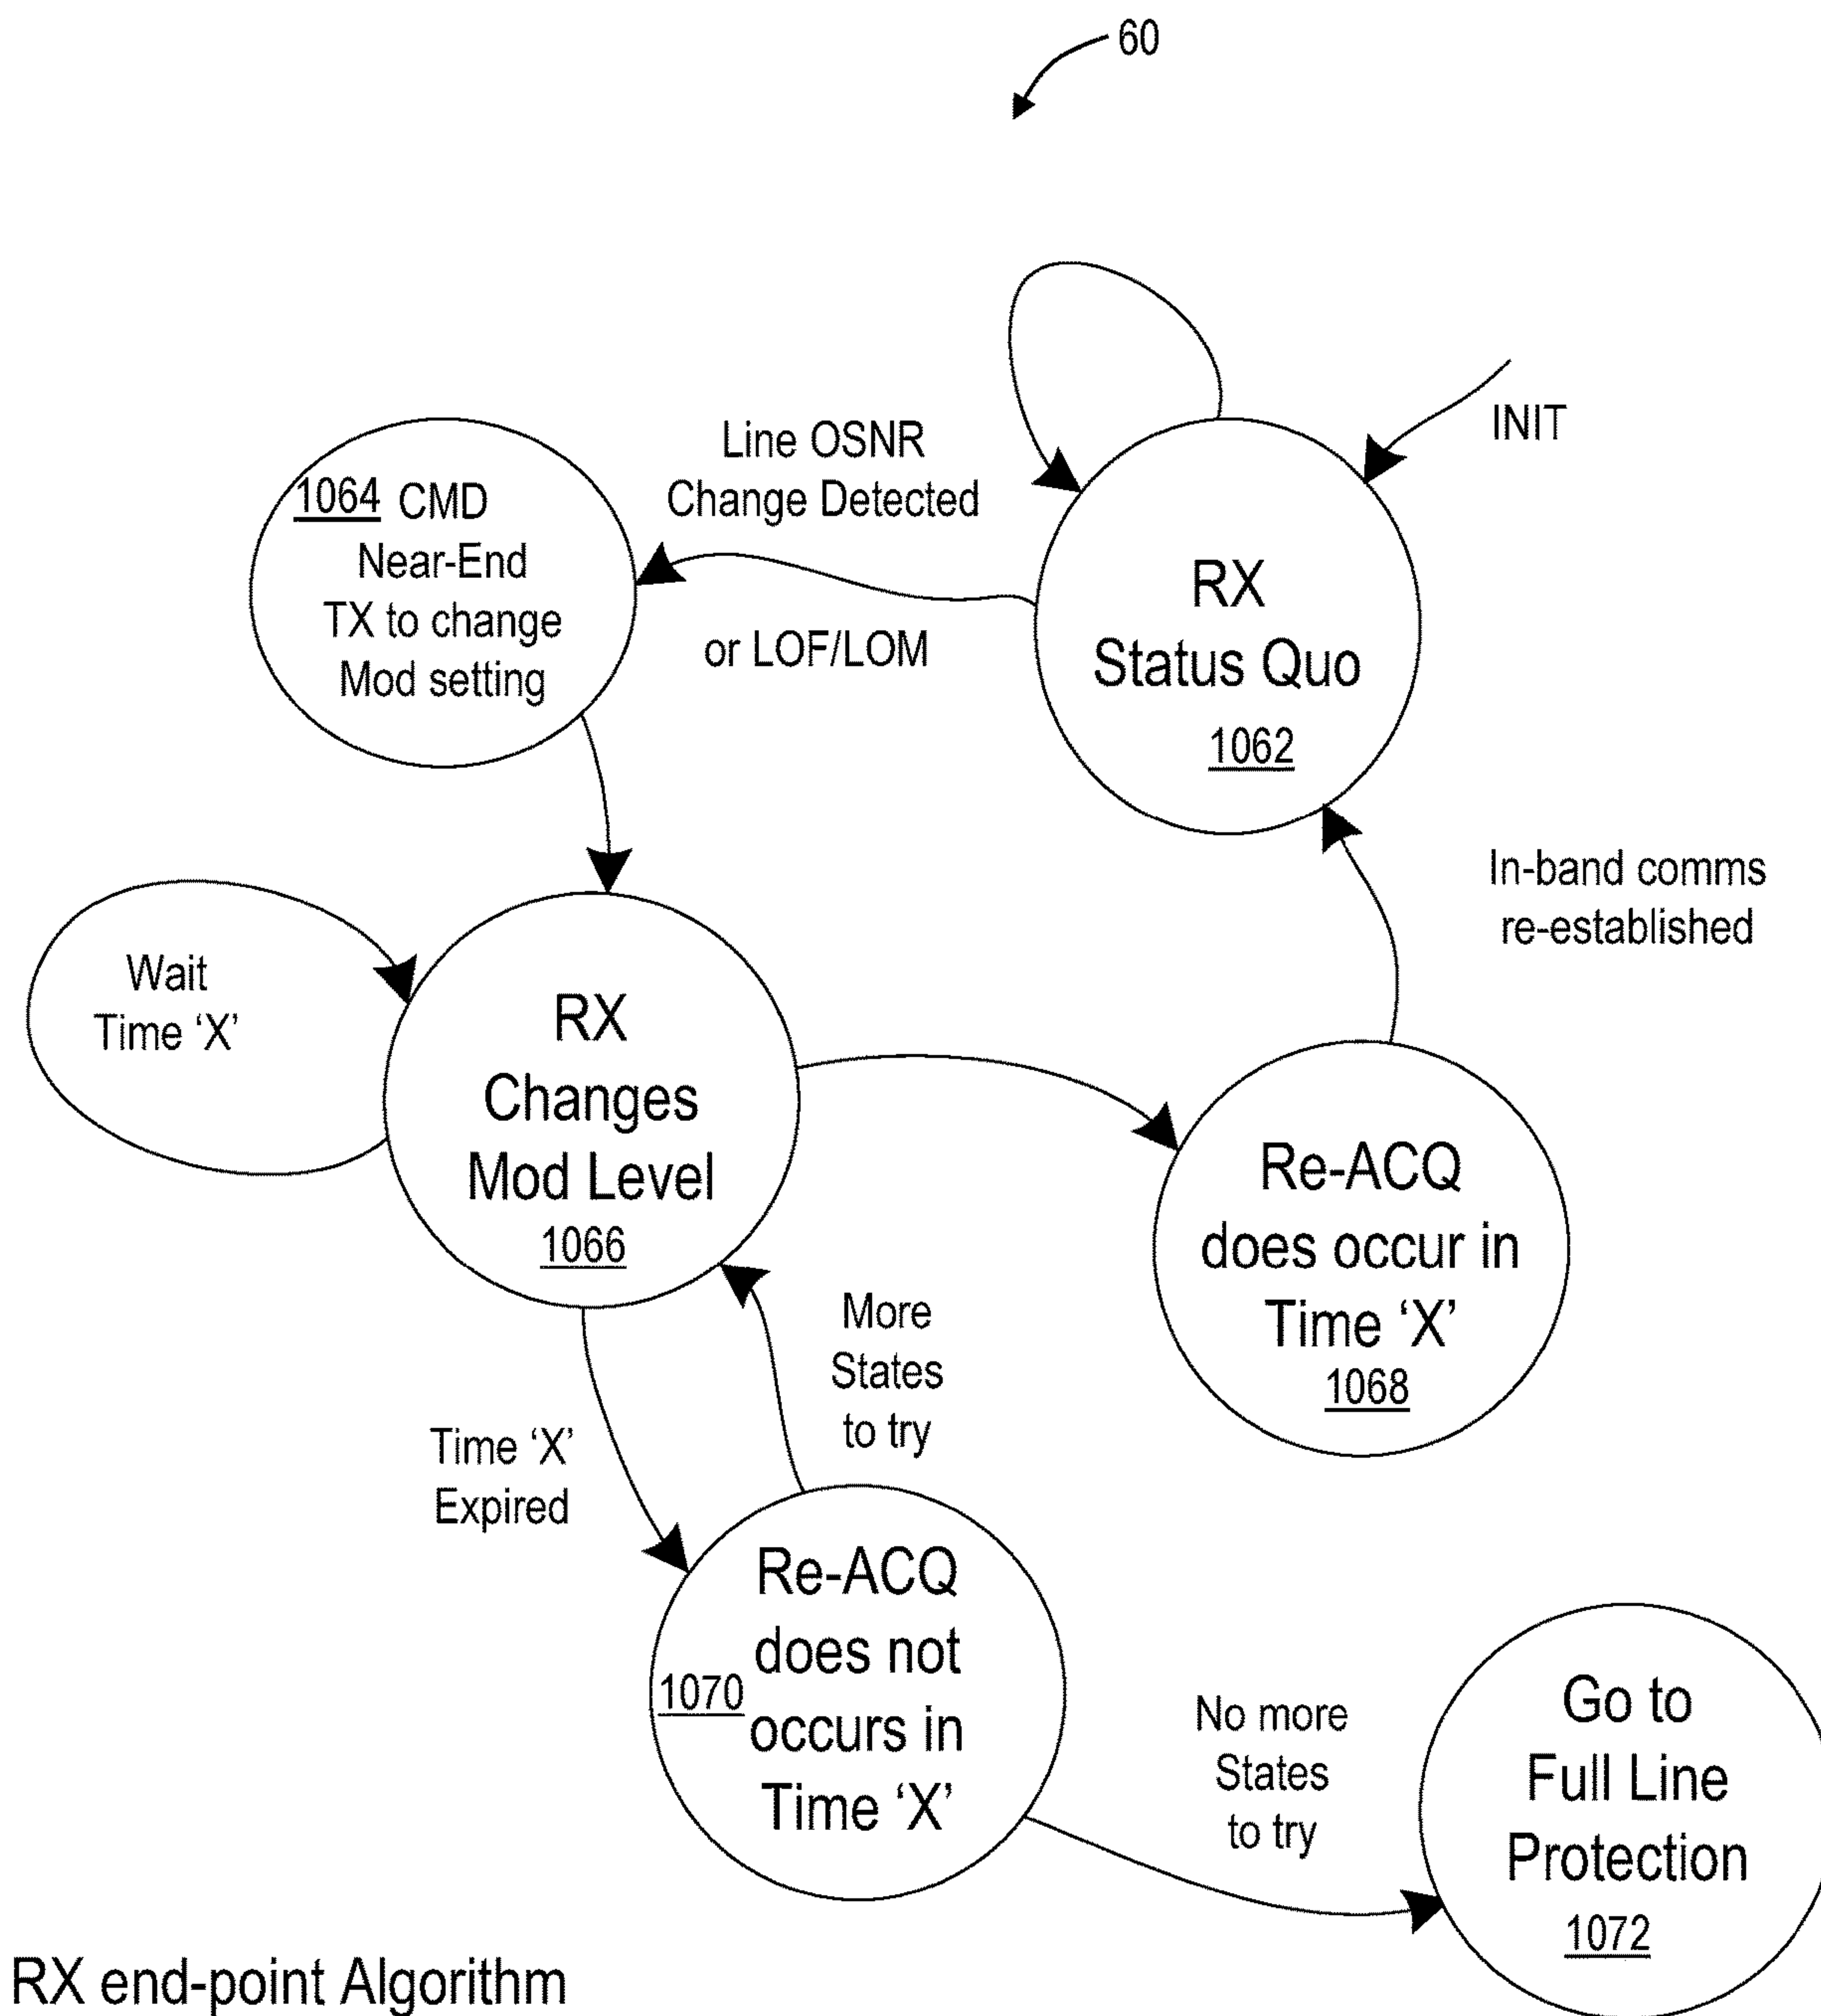 60
INIT
Line OSNR
Change Detected
or LOF/LOM
1064 CMD
Near-End
TX to change
Mod setting
RX
Status Quo
1062
In-band comms
re-established
Wait
Time ‘X’
RX
Changes
Mod Level
1066
Re-ACQ
does occur in
Time ‘X’
1068
More
States
to try
Time ‘X’
Expired
Re-ACQ
does not
1070
occurs in
Time ‘X’
No more
States
to try
Go to
Full Line
Protection
1072
RX end-point Algorithm